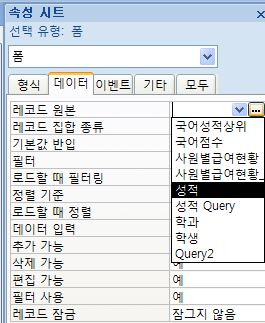 속성 시트
선택 유형: 폼
폼
형식 데이터 이벤트 기타 모두
레코드 원본
레코드 집합 종류
기본값 반입
필터
로드할 때 필터링
정렬 기준
로드할 때 정렬
데이터 입력
추가 가능
삭제 가능 예
편집 가능 예
필터 사용 예
레코드 잠금 잠그지 않음
국어성적상위
국어점수
사원별급여현황
사원별급여현황_
성적
성적 Query
학과
학생
Query2